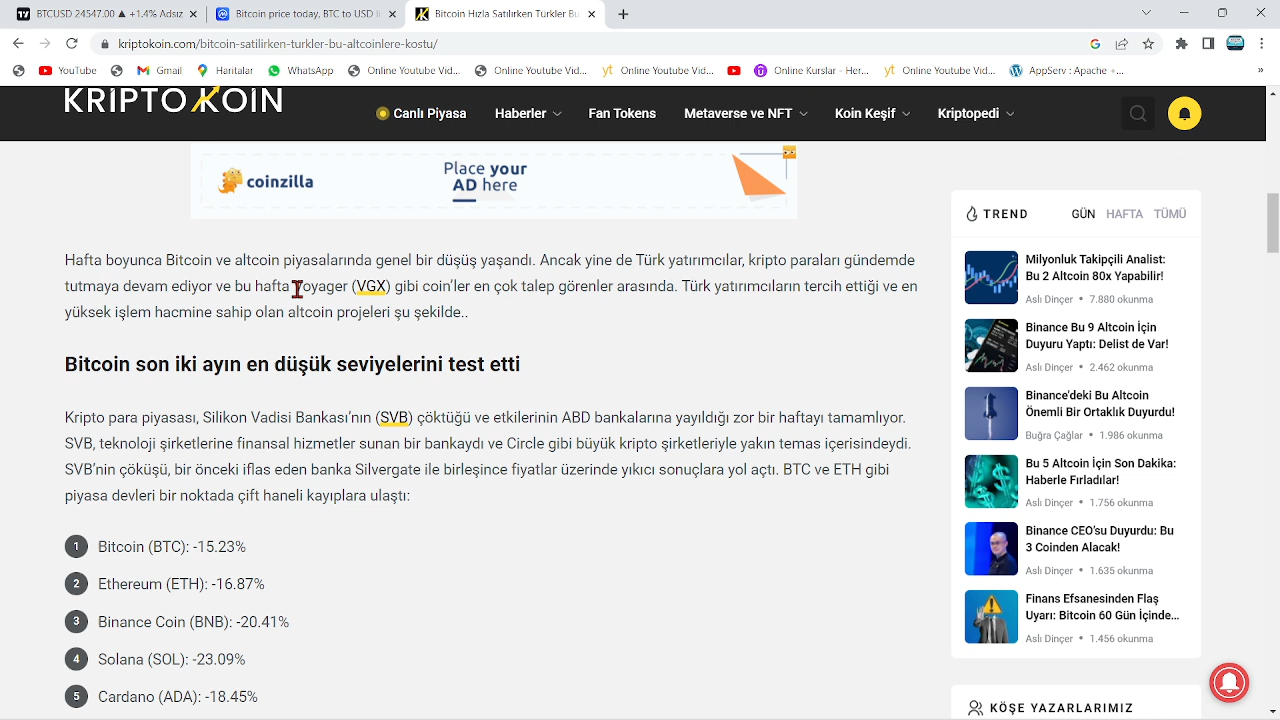 BTCUSD 24547.00 ▲ +1.4% Adsız
Bitcoin price today, BTC to USD li
Bitcoin Hızla Satılırken Türkler Bu
kriptokoin.com/bitcoin-satilirken-turkler-bu-altcoinlere-kostu/
YouTube
Gmail
Haritalar
WhatsApp
Online Youtube Vid...
Online Youtube Vid...
Online Youtube Vid...
Online Kurslar - Her...
Online Youtube Vid...
AppServ : Apache +...
»
KRIPTOKOIN
Canlı Piyasa
Haberler
Fan Tokens
Metaverse ve NFT
Koin Keşif
Kriptopedi
coinzilla
Place your
AD here
Hafta boyunca Bitcoin ve altcoin piyasalarında genel bir düşüş yaşandı. Ancak yine de Türk yatırımcılar, kripto paraları gündemde
tutmaya devam ediyor ve bu hafta Voyager (VGX) gibi coin’ler en çok talep görenler arasında. Türk yatırımcıların tercih ettiği ve en
yüksek işlem hacmine sahip olan altcoin projeleri şu şekilde..
Bitcoin son iki ayın en düşük seviyelerini test etti
Kripto para piyasası, Silikon Vadisi Bankası’nın (SVB) çöktüğü ve etkilerinin ABD bankalarına yayıldığı zor bir haftayı tamamlıyor.
SVB, teknoloji şirketlerine finansal hizmetler sunan bir bankaydı ve Circle gibi büyük kripto şirketleriyle yakın temas içerisindeydi.
SVB’nin çöküşü, bir önceki iflas eden banka Silvergate ile birleşince fiyatlar üzerinde yıkıcı sonuçlara yol açtı. BTC ve ETH gibi
piyasa devleri bir noktada çift haneli kayıplara ulaştı:
1 Bitcoin (BTC): -15.23%
2 Ethereum (ETH): -16.87%
3 Binance Coin (BNB): -20.41%
4 Solana (SOL): -23.09%
5 Cardano (ADA): -18.45%
TREND GÜN HAFTA TÜMÜ
Milyonluk Takipçili Analist:
Bu 2 Altcoin 80x Yapabilir!
Aslı Dinçer • 7.880 okunma
Binance Bu 9 Altcoin İçin
Duyuru Yaptı: Delist de Var!
Aslı Dinçer • 2.462 okunma
Binance’deki Bu Altcoin
Önemli Bir Ortaklık Duyurdu!
Buğra Çağlar • 1.986 okunma
Bu 5 Altcoin İçin Son Dakika:
Haberle Fırladılar!
Aslı Dinçer • 1.756 okunma
Binance CEO’su Duyurdu: Bu
3 Coinden Alacak!
Aslı Dinçer • 1.635 okunma
Finans Efsanesinden Flaş
Uyarı: Bitcoin 60 Gün İçinde...
Aslı Dinçer • 1.456 okunma
KÖŞE YAZARLARIMIZ